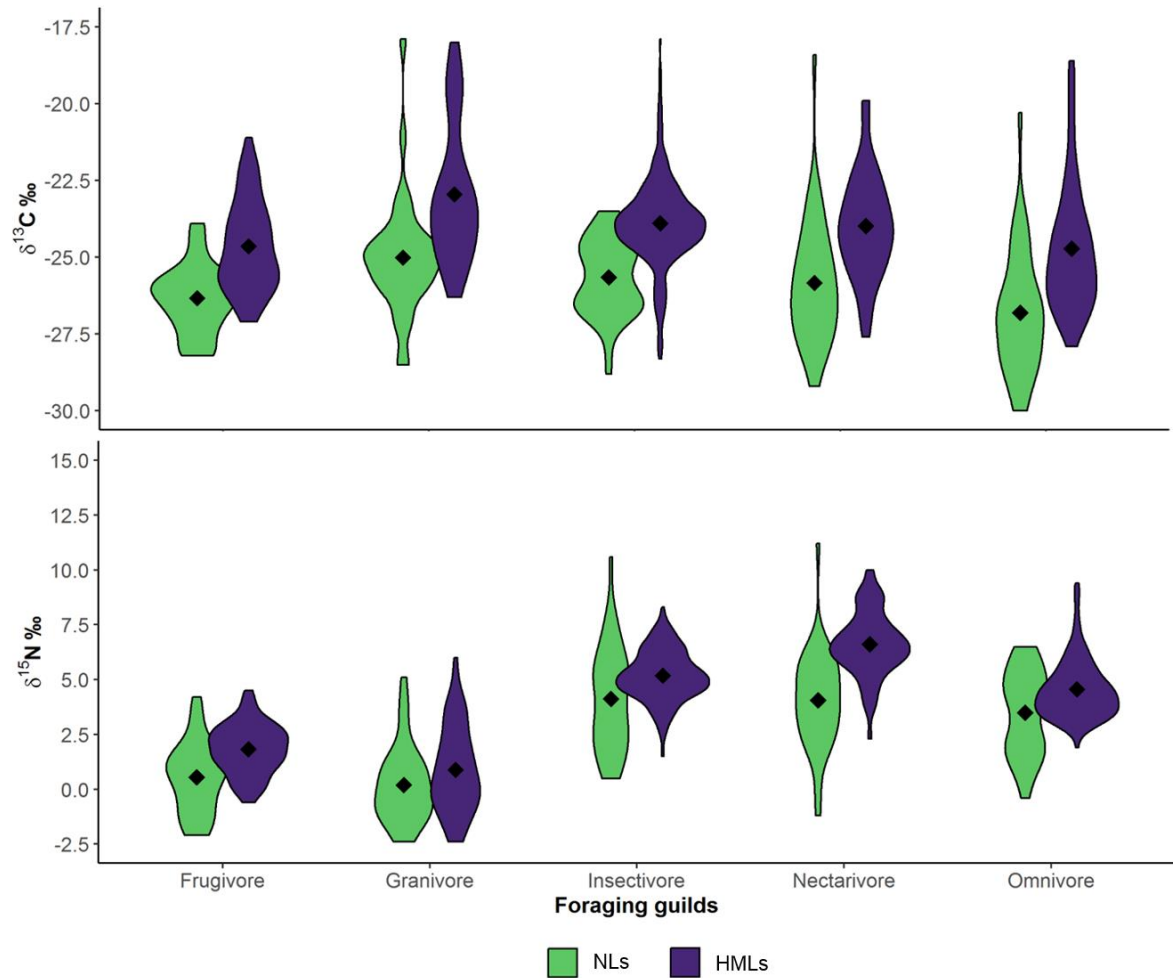 -17.5
-20.0
-22.5
-25.0
-27.5
-30.0
δ13C ‰
15.0
12.5
10.0
7.5
5.0
2.5
0.0
-2.5
δ15N ‰
Frugivore Granivore Insectivore Nectarivore Omnivore
Foraging guilds
NLs HMLs